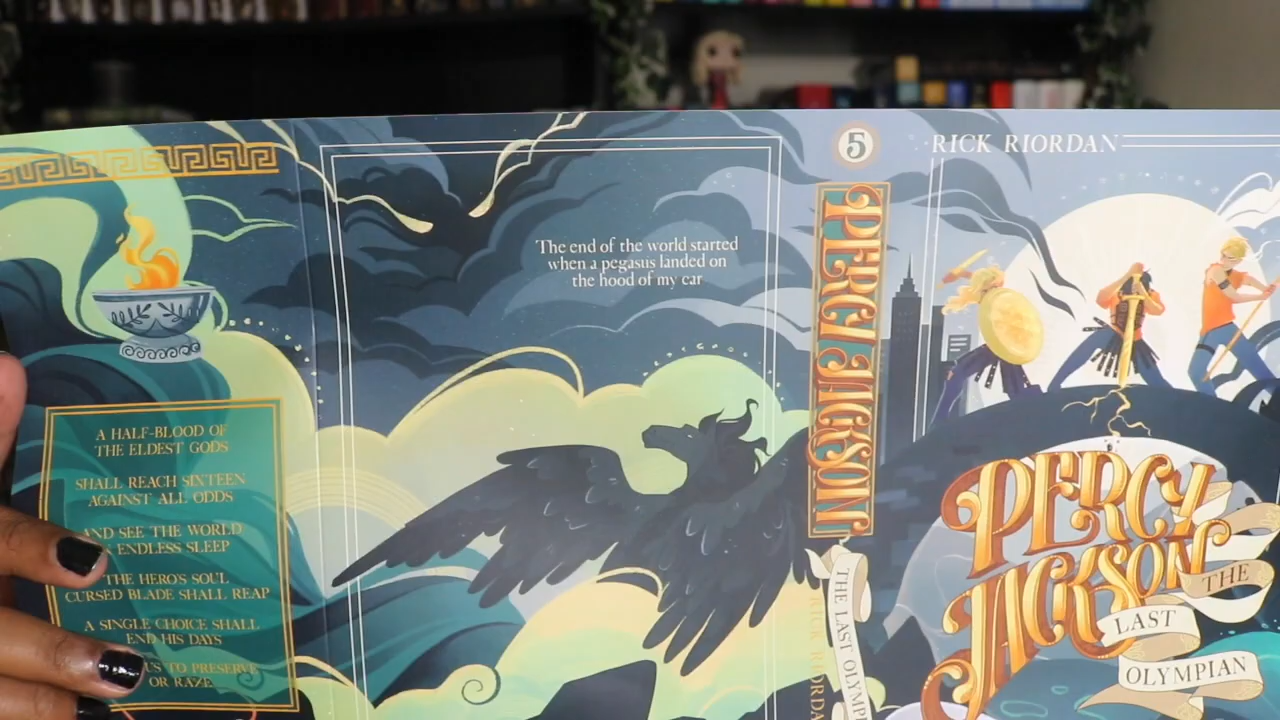 A HALF-BLOOD OF
THE ELDEST GODS
SHALL REACH SIXTEEN
AGAINST ALL ODDS
AND SEE THE WORLD
ENDLESS SLEEP
THE HERO'S SOUL
CURSED BLADE SHALL REAP
A SINGLE CHOICE SHALL
END HIS DAYS
US TO PRESERVE
OR RAZE
The end of the world started
when a pegasus landed on
the hood of my car
5
PERCY JACKSON
THE LAST
RICK
RICK RIORDAN
PERCY
JACKSON
THE
LAST
OLYMPIAN